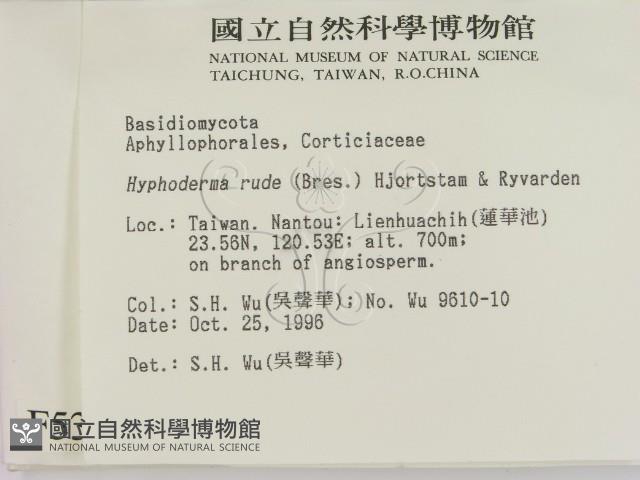 國立自然科學博物館
NATIONAL MUSEUM OF NATURAL SCIENCE
TAICHUNG, TAIWAN, R.O.CHINA
Basidiomycota
Aphyllophorales, Corticiaceae
Hyphoderma rude (Bres.) Hjortstam & Ryvarden
Loc.: Taiwan. Nantou: Lienhuachih(蓮華池)
23.56N, 120.53E; alt. 700m;
on branch of angiosperm.
Col.: S.H. Wu(吳聲華); No. Wu 9610-10
Date: Oct. 25, 1996
Det.: S.H. Wu(吳聲華)
國立自然科學博物館
NATIONAL MUSEUM OF NATURAL SCIENCE